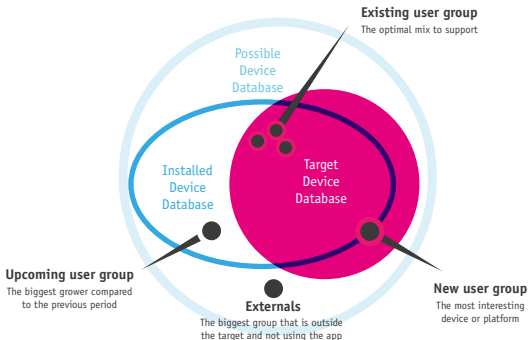 Existing user group
The optimal mix to support
Possible
Device
Database
Installed
Device
Database
Target
Device
Database
Upcoming user group
The biggest grower compared
to the previous period
New user group
The most interesting
device or platform
Externals
The biggest group that is outside
the target and not using the app